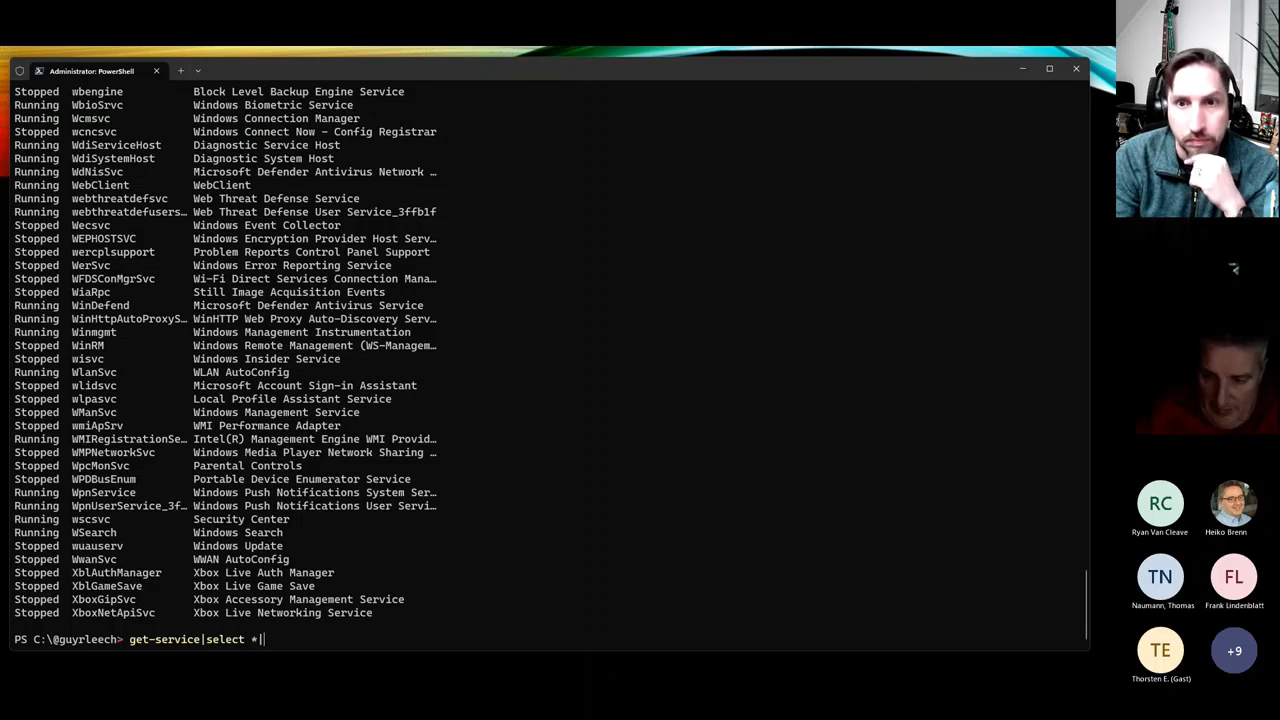 Administrator: PowerShell
Stopped wbengine Block Level Backup Engine Service
Running WbioSrvc Windows Biometric Service
Running Wcmsvc Windows Connection Manager
Stopped wcncsvc Windows Connect Now - Config Registrar
Running WdiServiceHost Diagnostic Service Host
Running WdiSystemHost Diagnostic System Host
Running WdNisSvc Microsoft Defender Antivirus Network …
Running WebClient WebClient
Running webthreatdefsvc Web Threat Defense Service
Running webthreatdefusers… Web Threat Defense User Service_3ffb1f
Stopped Wecsvc Windows Event Collector
Stopped WEPHOSTSVC Windows Encryption Provider Host Serv…
Stopped wercplsupport Problem Reports Control Panel Support
Stopped WerSvc Windows Error Reporting Service
Stopped WFDSConMgrSvc Wi-Fi Direct Services Connection Mana…
Stopped WiaRpc Still Image Acquisition Events
Running WinDefend Microsoft Defender Antivirus Service
Running WinHttpAutoProxyS… WinHTTP Web Proxy Auto-Discovery Serv…
Running Winmgmt Windows Management Instrumentation
Stopped WinRM Windows Remote Management (WS-Managem…
Stopped wisvc Windows Insider Service
Running WlanSvc WLAN AutoConfig
Stopped wlidsvc Microsoft Account Sign-in Assistant
Stopped wlpasvc Local Profile Assistant Service
Stopped WManSvc Windows Management Service
Stopped wmiApSrv WMI Performance Adapter
Running WMIRegistrationSe… Intel(R) Management Engine WMI Provid…
Stopped WMPNetworkSvc Windows Media Player Network Sharing …
Stopped WpcMonSvc Parental Controls
Stopped WPDBusEnum Portable Device Enumerator Service
Running WpnService Windows Push Notifications System Ser…
Running WpnUserService_3f… Windows Push Notifications User Servi…
Running wscsvc Security Center
Running WSearch Windows Search
Stopped wuauserv Windows Update
Stopped WwanSvc WWAN AutoConfig
Stopped XblAuthManager Xbox Live Auth Manager
Stopped XblGameSave Xbox Live Game Save
Stopped XboxGipSvc Xbox Accessory Management Service
Stopped XboxNetApiSvc Xbox Live Networking Service
PS C:\@guyrleech> get-service|select *|
RC
Ryan Van Cleave
Heiko Brenn
TN
Naumann, Thomas
FL
Frank Lindenblatt
TE
Thorsten E. (Gast)
+9